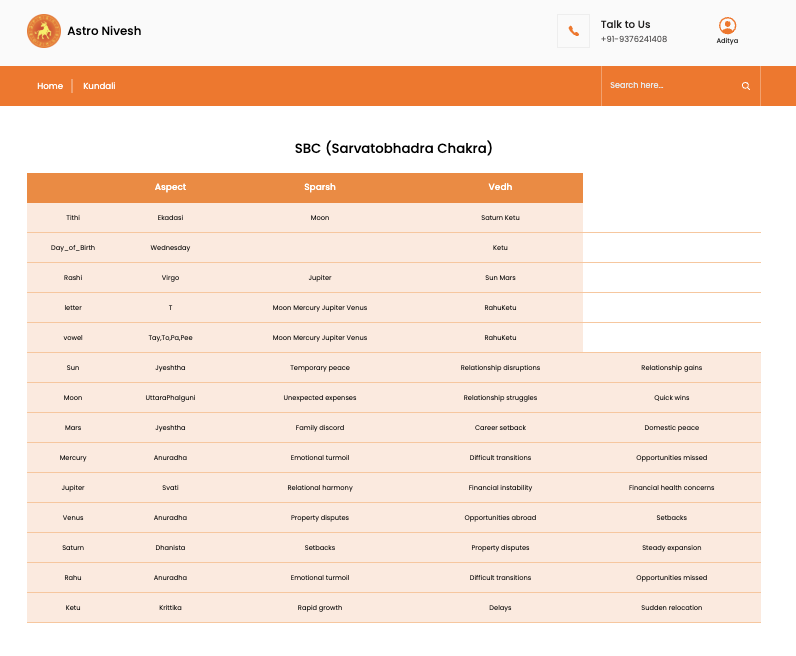 Astro Nivesh
Talk to Us
+91-9376241408
Aditya
Home
Kundali
Search here...
SBC (Sarvatobhadra Chakra)
Aspect Sparsh Vedh
Tithi Ekadasi Moon Saturn Ketu
Day_of_Birth Wednesday Ketu
Rashi Virgo Jupiter Sun Mars
letter T Moon Mercury Jupiter Venus RahuKetu
vowel Tay,To,Pa,Pee Moon Mercury Jupiter Venus RahuKetu
Sun Jyeshtha Temporary peace Relationship disruptions Relationship gains
Moon UttaraPhalguni Unexpected expenses Relationship struggles Quick wins
Mars Jyeshtha Family discord Career setback Domestic peace
Mercury Anuradha Emotional turmoil Difficult transitions Opportunities missed
Jupiter Svati Relational harmony Financial instability Financial health concerns
Venus Anuradha Property disputes Opportunities abroad Setbacks
Saturn Dhanista Setbacks Property disputes Steady expansion
Rahu Anuradha Emotional turmoil Difficult transitions Opportunities missed
Ketu Krittika Rapid growth Delays Sudden relocation